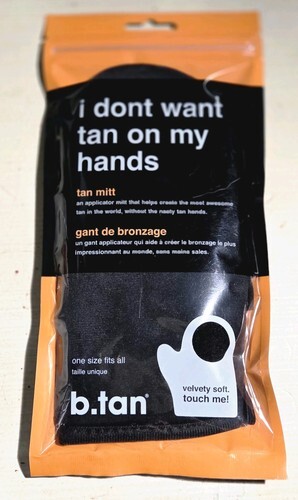 i dont want
tan on my
hands
tan mitt
an applicator mitt that helps create the most awesome
tan in the world, without the nasty tan hands.
gant de bronzage
un gant applicateur qui aide à créer le bronzage le plus
impressionnant au monde, sans mains sales.
one size fits all
taille unique
velvety soft.
touch me!
b.tan®